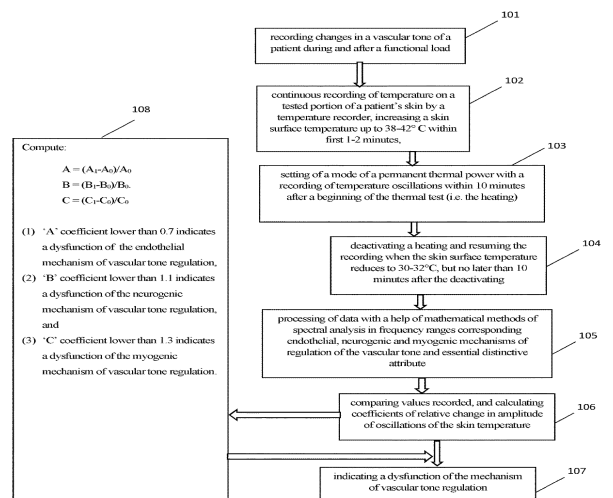 101
recording changes in a vascular tone of a
patient during and after a functional load
102
continuous recording of temperature on a
tested portion of a patient's skin by a
temperature recorder, increasing a skin
surface temperature up to 38-42° C within
first 1-2 minutes,
103
setting of a mode of a permanent thermal power with a
recording of temperature oscillations within 10 minutes
after a beginning of the thermal test (i.e. the heating)
104
deactivating a heating and resuming the
recording when the skin surface temperature
reduces to 30-32°C, but no later than 10
minutes after the deactivating
105
processing of data with a help of mathematical methods of
spectral analysis in frequency ranges corresponding
endothelial, neurogenic and myogenic mechanisms of
regulation of the vascular tone and essential distinctive
attribute
106
comparing values recorded, and calculating
coefficients of relative change in amplitude
of oscillations of the skin temperature
107
indicating a dysfunction of the mechanism
of vascular tone regulation
108
Compute:
A = (A₁-A₀)/A₀
B = (B₁-B₀)/B₀.
C = (C₁-C₀)/C₀
(1) 'A' coefficient lower than 0.7 indicates
a dysfunction of the endothelial
mechanism of vascular tone regulation,
(2) 'B' coefficient lower than 1.1 indicates
a dysfunction of the neurogenic
mechanism of vascular tone regulation,
and
(3) 'C' coefficient lower than 1.3 indicates
a dysfunction of the myogenic
mechanism of vascular tone regulation.